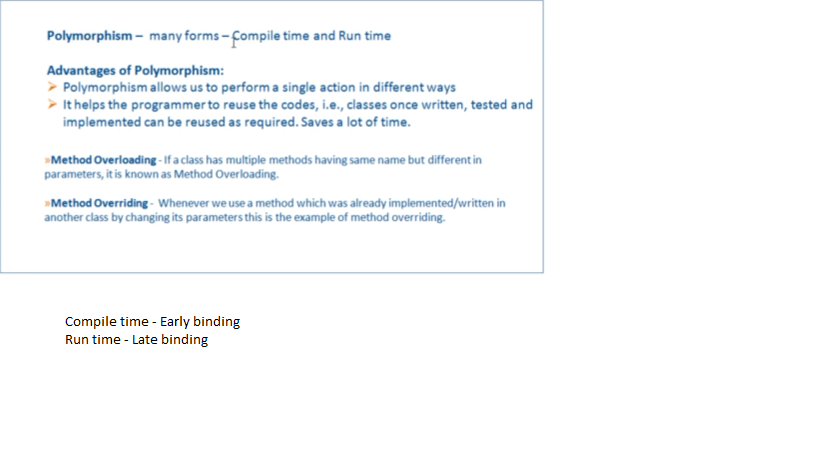 Polymorphism – many forms – Compile time and Run time
Advantages of Polymorphism:
➢ Polymorphism allows us to perform a single action in different ways
➢ It helps the programmer to reuse the codes, i.e., classes once written, tested and
implemented can be reused as required. Saves a lot of time.
»Method Overloading - If a class has multiple methods having same name but different in
parameters, it is known as Method Overloading.
»Method Overriding - Whenever we use a method which was already implemented/written in
another class by changing its parameters this is the example of method overriding.
Compile time - Early binding
Run time - Late binding